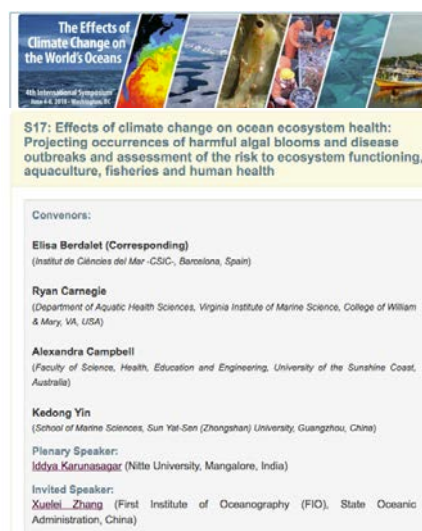 The Effects of
Climate Change on
the World's Oceans
4th International Symposium
June 4-8, 2018 - Washington, DC
S17: Effects of climate change on ocean ecosystem health:
Projecting occurrences of harmful algal blooms and disease
outbreaks and assessment of the risk to ecosystem functioning,
aquaculture, fisheries and human health
Convenors:
Elisa Berdalet (Corresponding)
(Institut de Ciències del Mar -CSIC-, Barcelona, Spain)
Ryan Carnegie
(Department of Aquatic Health Sciences, Virginia Institute of Marine Science, College of William
& Mary, VA, USA)
Alexandra Campbell
(Faculty of Science, Health, Education and Engineering, University of the Sunshine Coast,
Australia)
Kedong Yin
(School of Marine Sciences, Sun Yat-Sen (Zhongshan) University, Guangzhou, China)
Plenary Speaker:
Iddya Karunasagar (Nitte University, Mangalore, India)
Invited Speaker:
Xuelei Zhang (First Institute of Oceanography (FIO), State Oceanic
Administration, China)